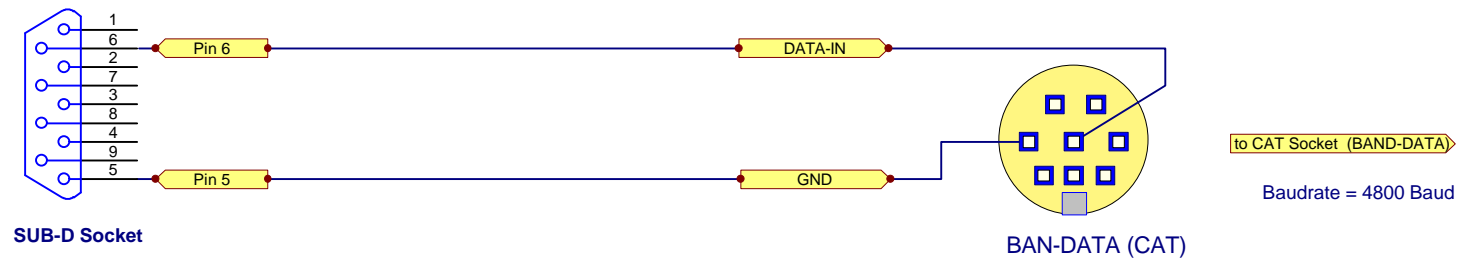 1
6
2
7
3
8
4
9
5
Pin 6
DATA-IN
Pin 5
GND
to CAT Socket (BAND-DATA)
Baudrate = 4800 Baud
SUB-D Socket
BAN-DATA (CAT)